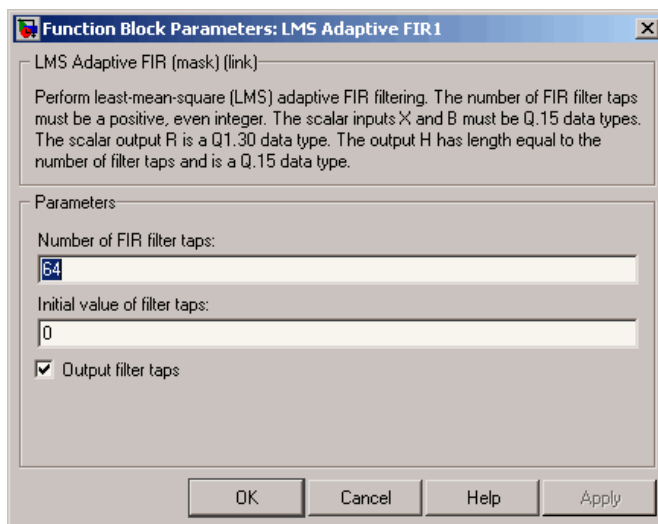 Function Block Parameters: LMS Adaptive FIR1
LMS Adaptive FIR (mask) (link)
Perform least-mean-square (LMS) adaptive FIR filtering. The number of FIR filter taps
must be a positive, even integer. The scalar inputs X and B must be Q.15 data types.
The scalar output R is a Q1.30 data type. The output H has length equal to the
number of filter taps and is a Q.15 data type.
Parameters
Number of FIR filter taps:
64
Initial value of filter taps:
0
Output filter taps
OK Cancel Help Apply